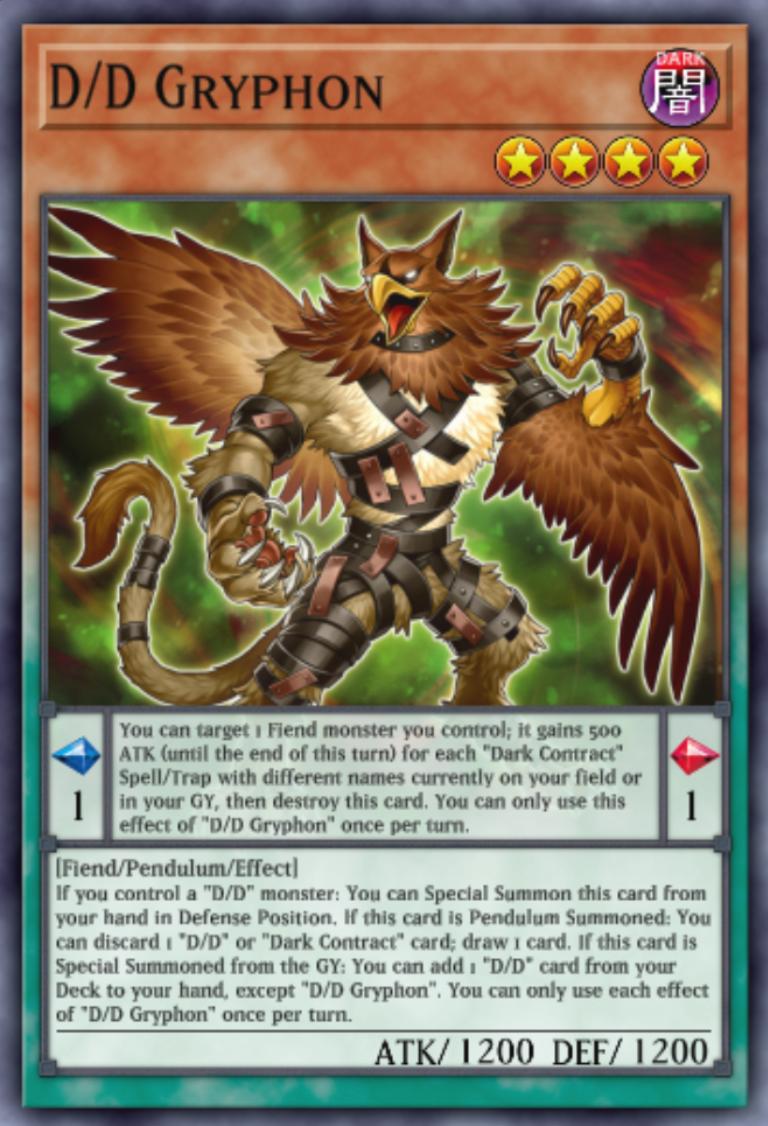 D/D GRYPHON
DARK
闇
You can target 1 Fiend monster you control; it gains 500
ATK (until the end of this turn) for each "Dark Contract"
Spell/Trap with different names currently on your field or
in your GY, then destroy this card. You can only use this
effect of "D/D Gryphon" once per turn.
1
1
[Fiend/Pendulum/Effect]
If you control a "D/D" monster: You can Special Summon this card from
your hand in Defense Position. If this card is Pendulum Summoned: You
can discard 1 "D/D" or "Dark Contract" card; draw 1 card. If this card is
Special Summoned from the GY: You can add 1 "D/D" card from your
Deck to your hand, except "D/D Gryphon". You can only use each effect
of "D/D Gryphon" once per turn.
ATK/ 1200 DEF/ 1200